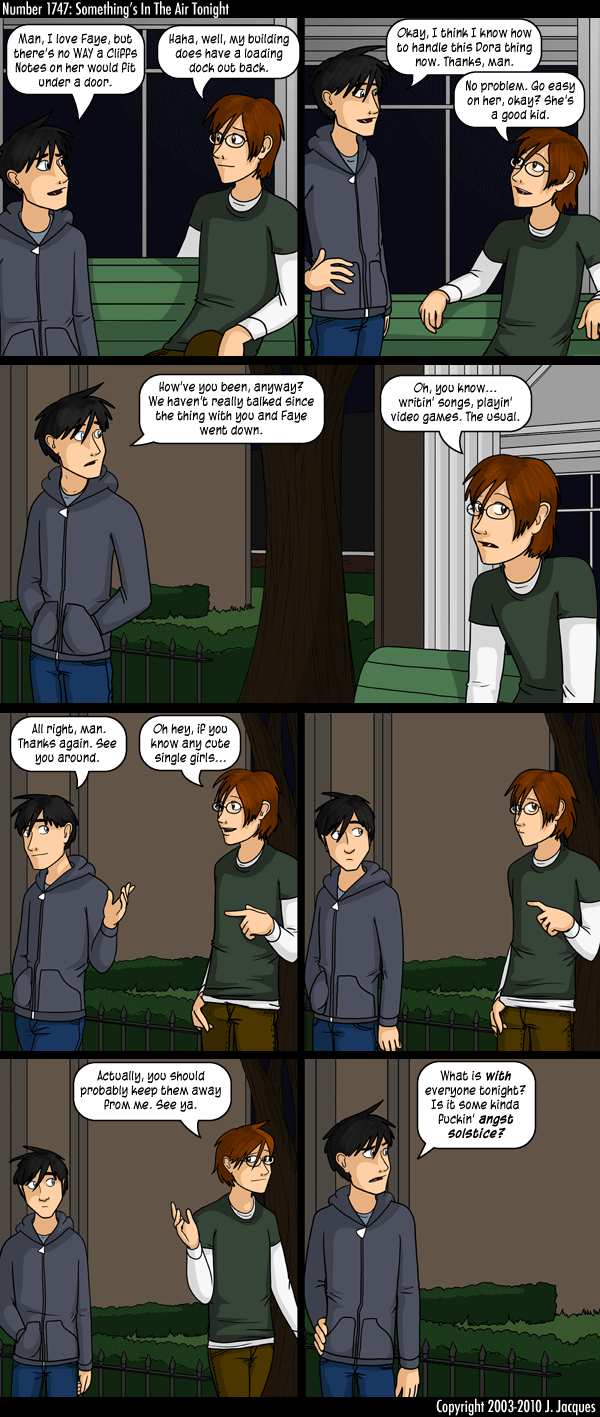 Number 1747: Something's In The Air Tonight
Man, I love Faye, but
there's no WAY a Cliffs
Notes on her would fit
under a door.
Haha, well, my building
does have a loading
dock out back.
Okay, I think I know how
to handle this Dora thing
now. Thanks, man.
No problem. Go easy
on her, okay? She's
a good kid.
How've you been, anyway?
We haven't really talked since
the thing with you and Faye
went down.
Oh, you know...
writin' songs, playin'
video games. The usual.
All right, man.
Thanks again. See
you around.
Oh hey, if you
know any cute
single girls...
Actually, you should
probably keep them away
from me. See ya.
What is with
everyone tonight?
Is it some kinda
fuckin' angst
solstice?
Copyright 2003-2010 J. Jacques